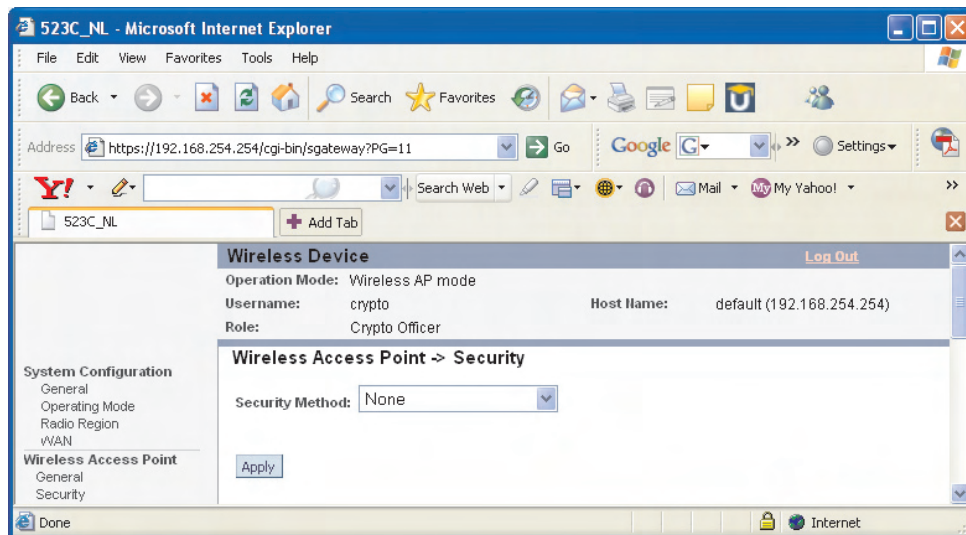 523C_NL - Microsoft Internet Explorer
File Edit View Favorites Tools Help
Back Search Favorites
Address https://192.168.254.254/cgi-bin/sgateway?PG=11 Go Google G Settings
Y! Search Web Mail My My Yahoo!
523C_NL Add Tab
Wireless Device Log Out
Operation Mode: Wireless AP mode
Username: crypto Host Name: default (192.168.254.254)
Role: Crypto Officer
Wireless Access Point -> Security
System Configuration
General
Operating Mode
Radio Region
WAN
Wireless Access Point
General
Security
Security Method: None
Apply
Done Internet